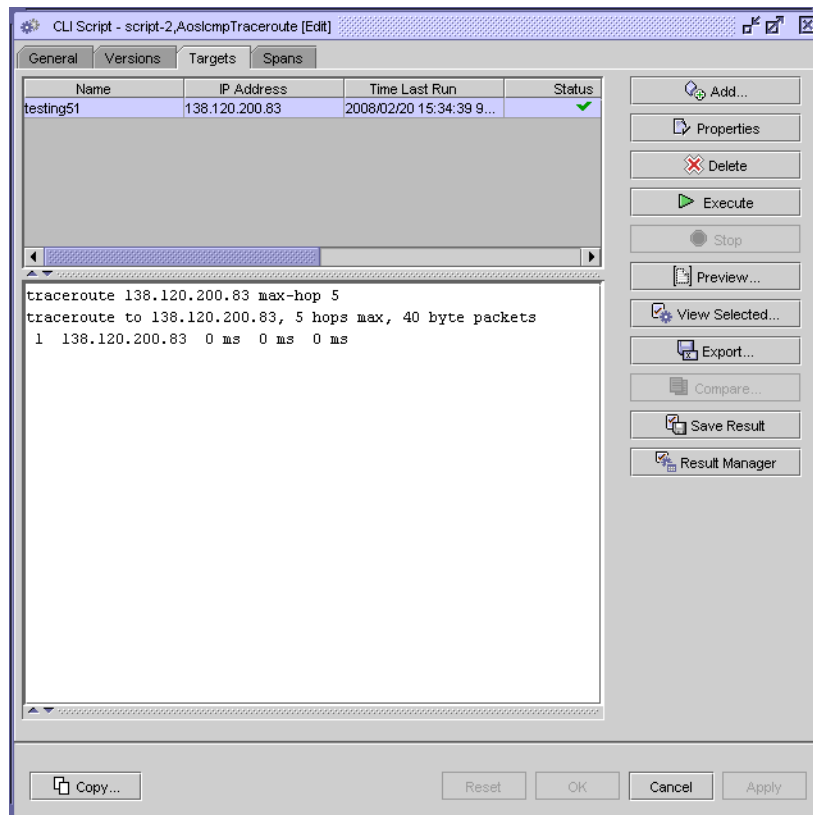 CLI Script - script-2,AosIcmpTraceroute [Edit]
General Versions Targets Spans
Name IP Address Time Last Run Status
testing51 138.120.200.83 2008/02/20 15:34:39 9...
Add...
Properties
Delete
Execute
Stop
Preview...
View Selected...
Export...
Compare...
Save Result
Result Manager
traceroute 138.120.200.83 max-hop 5
traceroute to 138.120.200.83, 5 hops max, 40 byte packets
1 138.120.200.83 0 ms 0 ms 0 ms
Copy... Reset OK Cancel Apply